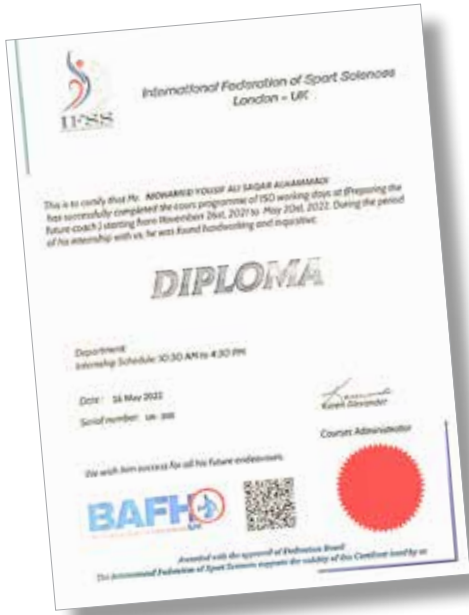 IFSS
International Federation of Sport Sciences
London - UK
This is to certify that Mr. MOHAMED YOUSIF ALI SAQAR ALHAMMADI
has successfully completed the cours programme of 150 working days at (Preparing the
future coach) starting from November 26st, 2021 to May 20st, 2022. During the period
of his internship with us, he was found hardworking and inquisitive.
DIPLOMA
Department:
Internship Schedule: 10:30 AM to 4:30 PM
Date: 16 May 2022
Serial number: UK-
Karen Alexander
Courses Administrator
We wish him success for all his future endeavours.
BAFH
Awarded with the approval of Federation Board
The International Federation of Sport Sciences supports the validity of this Certificate issued by us